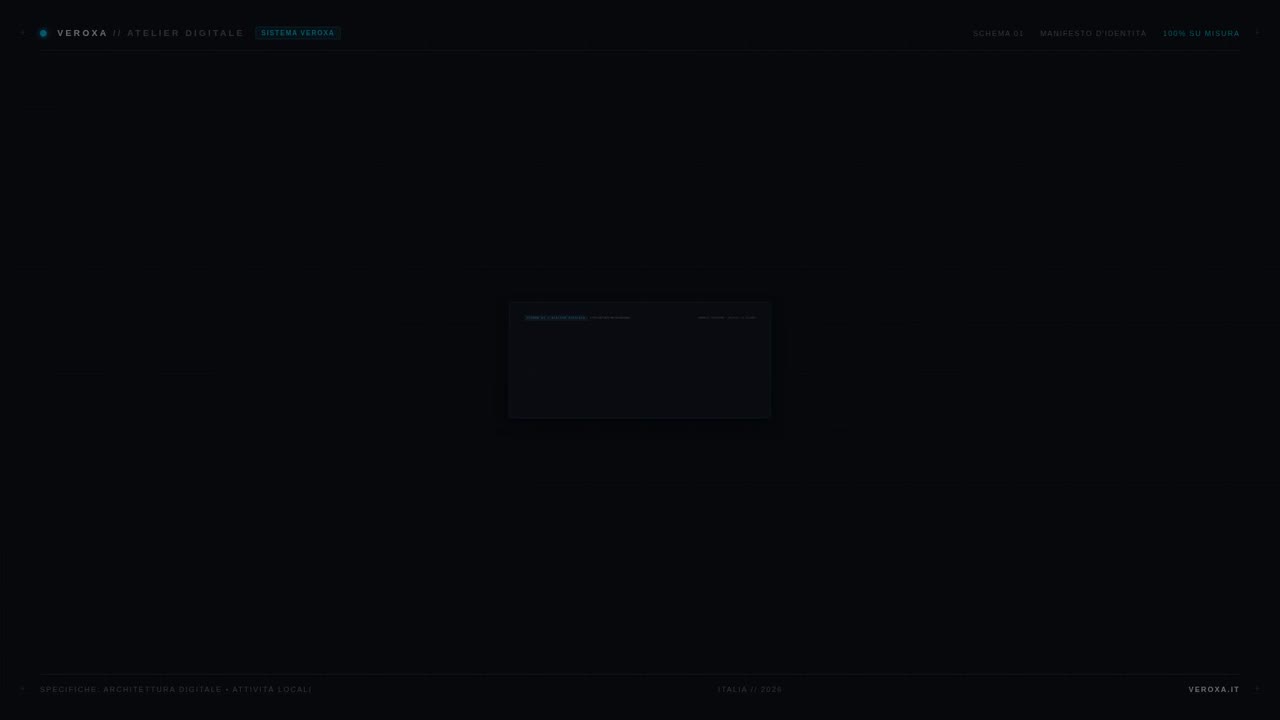 VEROXA // ATELIER DIGITALE
SISTEMA VEROXA
SCHEMA 01
MANIFESTO D'IDENTITÀ
100% SU MISURA
SPECIFICHE: ARCHITETTURA DIGITALE • ATTIVITÀ LOCALI
ITALIA // 2026
VEROXA.IT